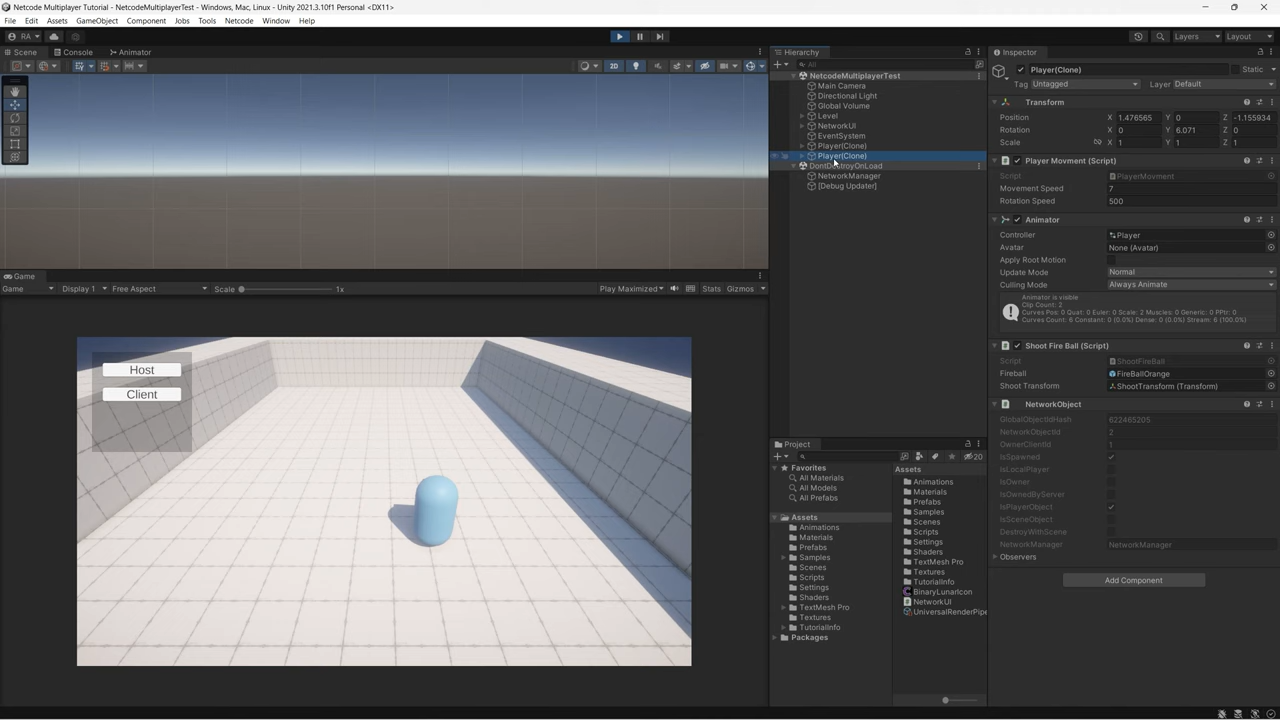 Netcode Multiplayer Tutorial - NetcodeMultiplayerTest - Windows, Mac, Linux - Unity 2021.3.10f1 Personal <DX11>
File Edit Assets GameObject Component Jobs Tools Netcode Window Help
RA Layers Layout
Scene Console Animator
2D
Game
Game Display 1 Free Aspect Scale 1x Play Maximized Stats Gizmos
Host
Client
Hierarchy
All
NetcodeMultiplayerTest
Main Camera
Directional Light
Global Volume
Level
NetworkUI
EventSystem
Player(Clone)
Player(Clone)
DontDestroyOnLoad
NetworkManager
[Debug Updater]
Project
20
Favorites
All Materials
All Models
All Prefabs
Assets
Animations
Materials
Prefabs
Samples
Scenes
Scripts
Settings
Shaders
TextMesh Pro
Textures
TutorialInfo
Packages
Assets
Animations
Materials
Prefabs
Samples
Scenes
Scripts
Settings
Shaders
TextMesh Pro
Textures
TutorialInfo
BinaryLunarIcon
NetworkUI
UniversalRenderPipe
Inspector
Player(Clone) Static
Tag Untagged Layer Default
Transform
Position X 1.476565 Y 0 Z -1.155934
Rotation X 0 Y 6.071 Z 0
Scale X 1 Y 1 Z 1
Player Movment (Script)
Script PlayerMovment
Movement Speed 7
Rotation Speed 500
Animator
Controller Player
Avatar None (Avatar)
Apply Root Motion
Update Mode Normal
Culling Mode Always Animate
Animator is visible
Clip Count: 2
Curves Pos: 0 Quat: 0 Euler: 0 Scale: 2 Muscles: 0 Generic: 0 PPtr: 0
Curves Count: 6 Constant: 0 (0.0%) Dense: 0 (0.0%) Stream: 6 (100.0%)
Shoot Fire Ball (Script)
Script ShootFireBall
Fireball FireBallOrange
Shoot Transform ShootTransform (Transform)
NetworkObject
GlobalObjectIdHash 622465205
NetworkObjectId 2
OwnerClientId 1
IsSpawned
IsLocalPlayer
IsOwner
IsOwnedByServer
IsPlayerObject
IsSceneObject
DestroyWithScene
NetworkManager NetworkManager
Observers
Add Component